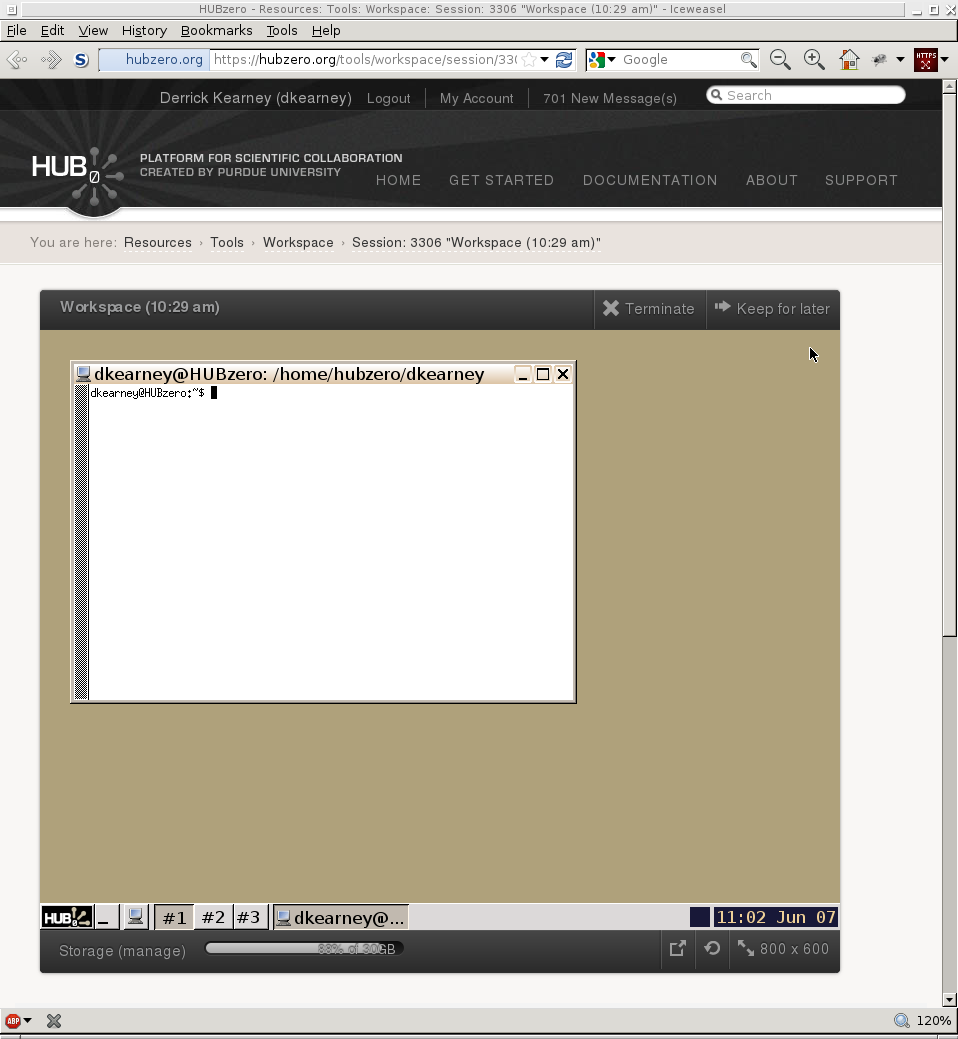 HUBzero - Resources: Tools: Workspace: Session: 3306 "Workspace (10:29 am)" - Iceweasel
File Edit View History Bookmarks Tools Help
S hubzero.org https://hubzero.org/tools/workspace/session/330 Google HTTPS
Derrick Kearney (dkearney) Logout My Account 701 New Message(s) Search
HUB0 PLATFORM FOR SCIENTIFIC COLLABORATION
CREATED BY PURDUE UNIVERSITY
HOME GET STARTED DOCUMENTATION ABOUT SUPPORT
You are here: Resources › Tools › Workspace › Session: 3306 "Workspace (10:29 am)"
Workspace (10:29 am) Terminate Keep for later
dkearney@HUBzero: /home/hubzero/dkearney
dkearney@HUBzero:~$
HUB #1 #2 #3 dkearney@... 11:02 Jun 07
Storage (manage) 88% of 30GB 800 x 600
ABP 120%